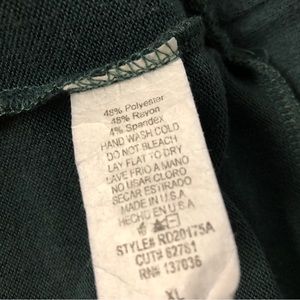 48% Polyester
48% Rayon
4% Spandex
HAND WASH COLD
DO NOT BLEACH
LAY FLAT TO DRY
LAVE FRIO A MANO
NO USAR CLORO
SECAR ESTIRADO
MADE IN U.S.A
HECHO EN U.S.A
STYLE# RD20175A
CUT# 62781
RN# 137036
XL